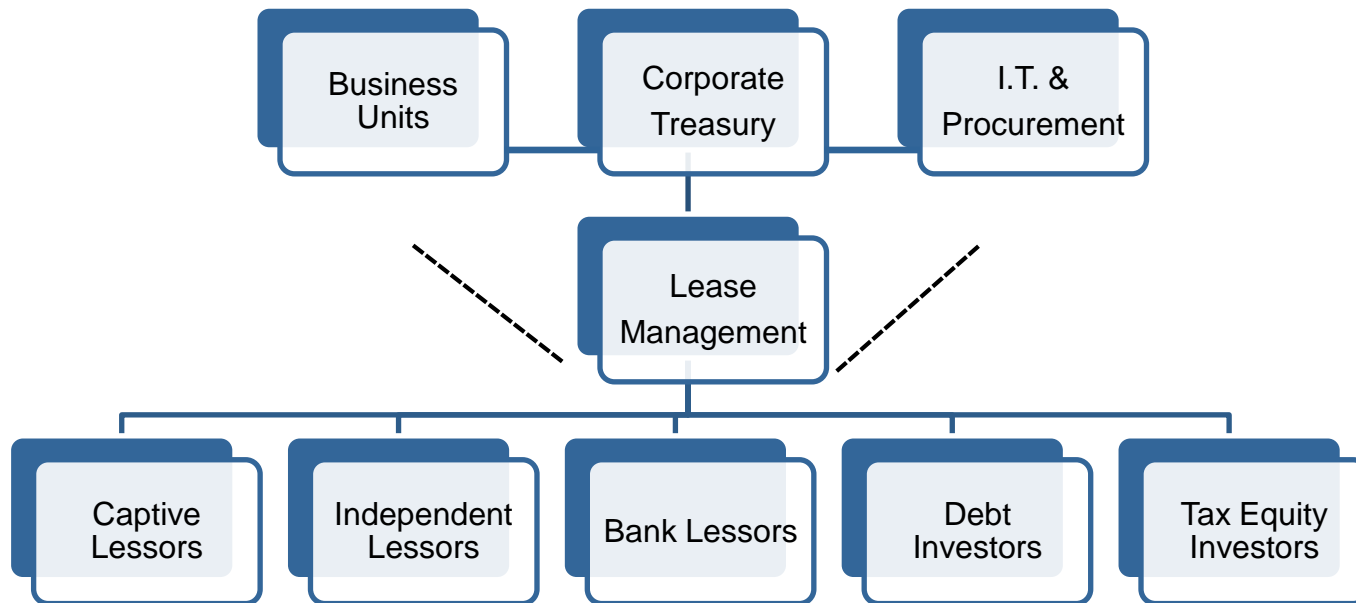 Business
Units
Corporate
Treasury
I.T. &
Procurement
Lease
Management
Captive
Lessors
Independent
Lessors
Bank Lessors
Debt
Investors
Tax Equity
Investors